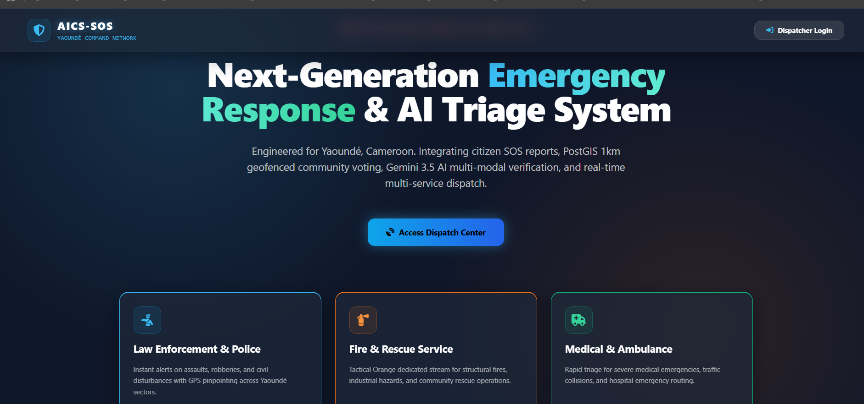 AICS-SOS
YAOUNDÉ COMMAND NETWORK
Dispatcher Login
Next-Generation Emergency
Response & AI Triage System
Engineered for Yaoundé, Cameroon. Integrating citizen SOS reports, PostGIS 1km
geofenced community voting, Gemini 3.5 AI multi-modal verification, and real-time
multi-service dispatch.
Access Dispatch Center
Law Enforcement & Police
Instant alerts on assaults, robberies, and civil
disturbances with GPS pinpointing across Yaoundé
sectors.
Fire & Rescue Service
Tactical Orange dedicated stream for structural fires,
industrial hazards, and community rescue operations.
Medical & Ambulance
Rapid triage for severe medical emergencies, traffic
collisions, and hospital emergency routing.